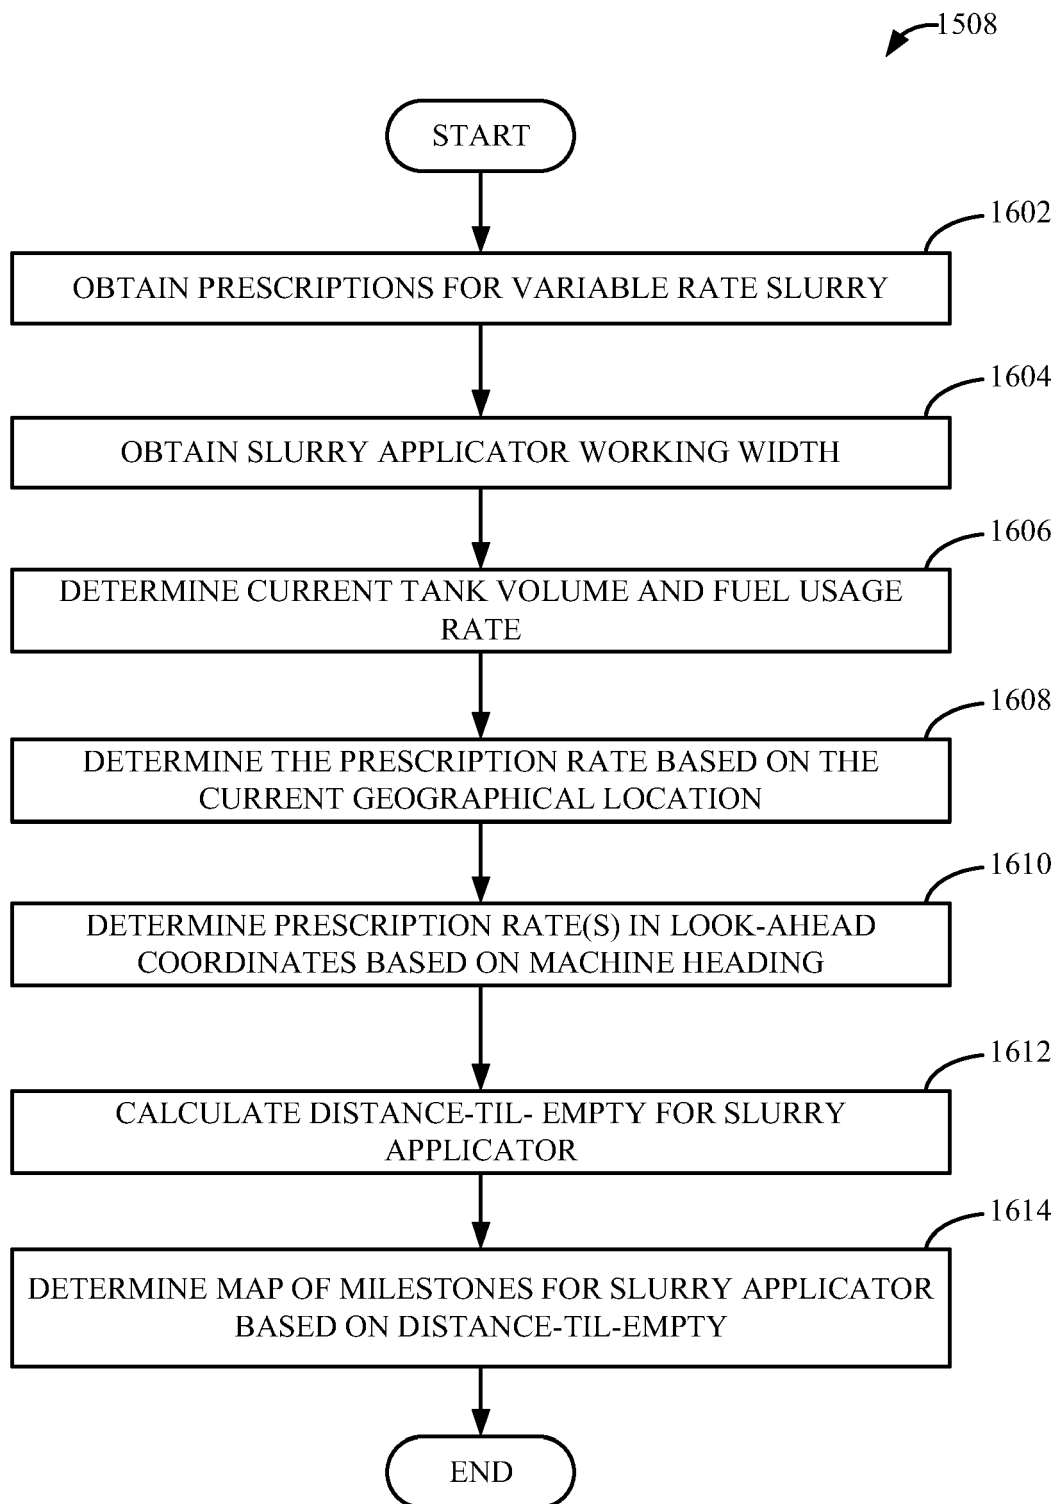 1508
START
1602
OBTAIN PRESCRIPTIONS FOR VARIABLE RATE SLURRY
1604
OBTAIN SLURRY APPLICATOR WORKING WIDTH
1606
DETERMINE CURRENT TANK VOLUME AND FUEL USAGE
RATE
1608
DETERMINE THE PRESCRIPTION RATE BASED ON THE
CURRENT GEOGRAPHICAL LOCATION
1610
DETERMINE PRESCRIPTION RATE(S) IN LOOK-AHEAD
COORDINATES BASED ON MACHINE HEADING
1612
CALCULATE DISTANCE-TIL- EMPTY FOR SLURRY
APPLICATOR
1614
DETERMINE MAP OF MILESTONES FOR SLURRY APPLICATOR
BASED ON DISTANCE-TIL-EMPTY
END